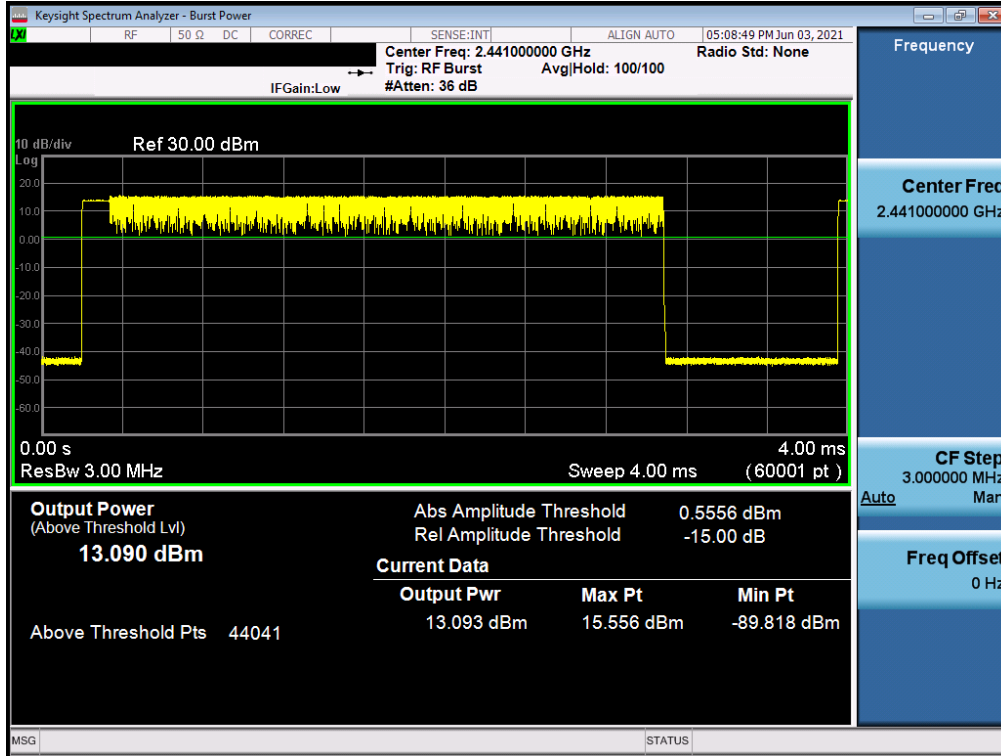 Keysight Spectrum Analyzer - Burst Power
LXI RF 50 Ω DC CORREC SENSE:INT ALIGN AUTO 05:08:49 PM Jun 03, 2021
Center Freq: 2.441000000 GHz Radio Std: None
Trig: RF Burst Avg|Hold: 100/100
IFGain:Low #Atten: 36 dB
Frequency
10 dB/div Ref 30.00 dBm
Log
20.0
10.0
0.00
-10.0
-20.0
-30.0
-40.0
-50.0
-60.0
0.00 s 4.00 ms
ResBw 3.00 MHz Sweep 4.00 ms (60001 pt)
Center Freq
2.441000000 GHz
CF Step
3.000000 MHz
Auto Man
Freq Offset
0 Hz
Output Power
(Above Threshold Lvl)
13.090 dBm
Abs Amplitude Threshold 0.5556 dBm
Rel Amplitude Threshold -15.00 dB
Current Data
Output Pwr Max Pt Min Pt
13.093 dBm 15.556 dBm -89.818 dBm
Above Threshold Pts 44041
MSG STATUS